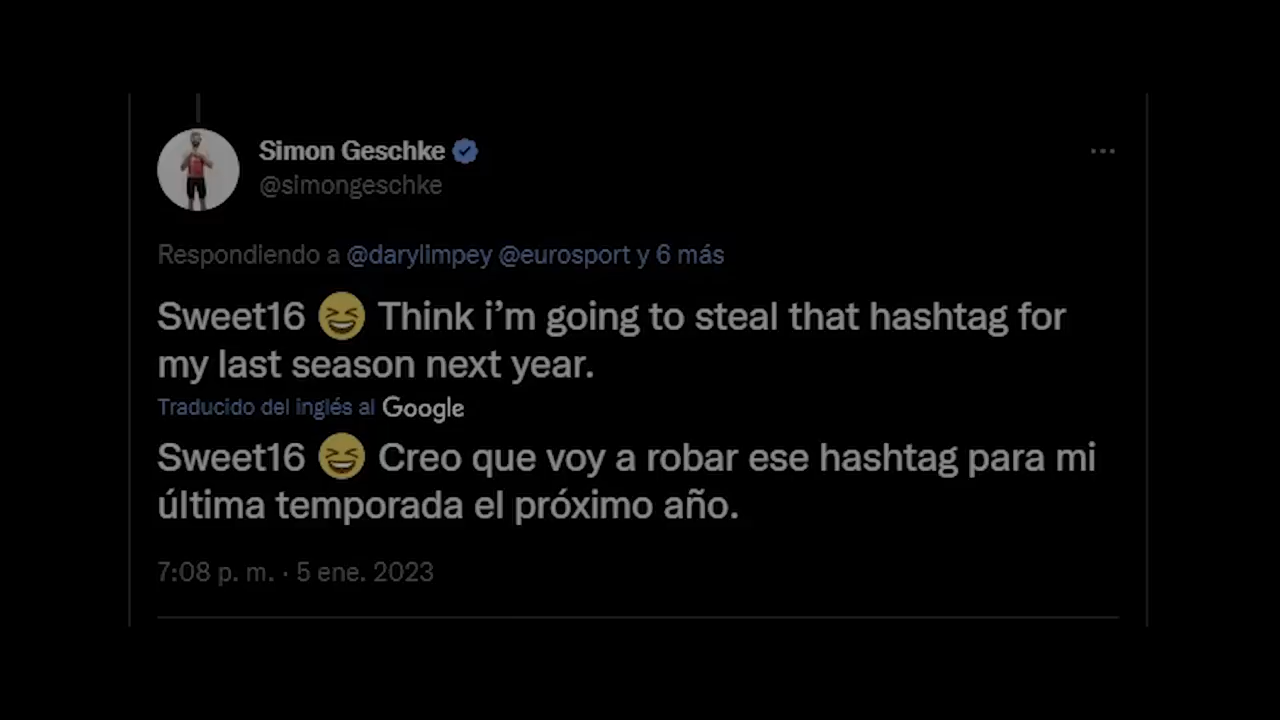 Simon Geschke
@simongeschke
Respondiendo a @darylimpey @eurosport y 6 más
Sweet16 😆 Think i’m going to steal that hashtag for
my last season next year.
Traducido del inglés al Google
Sweet16 😆 Creo que voy a robar ese hashtag para mi
última temporada el próximo año.
7:08 p. m. · 5 ene. 2023